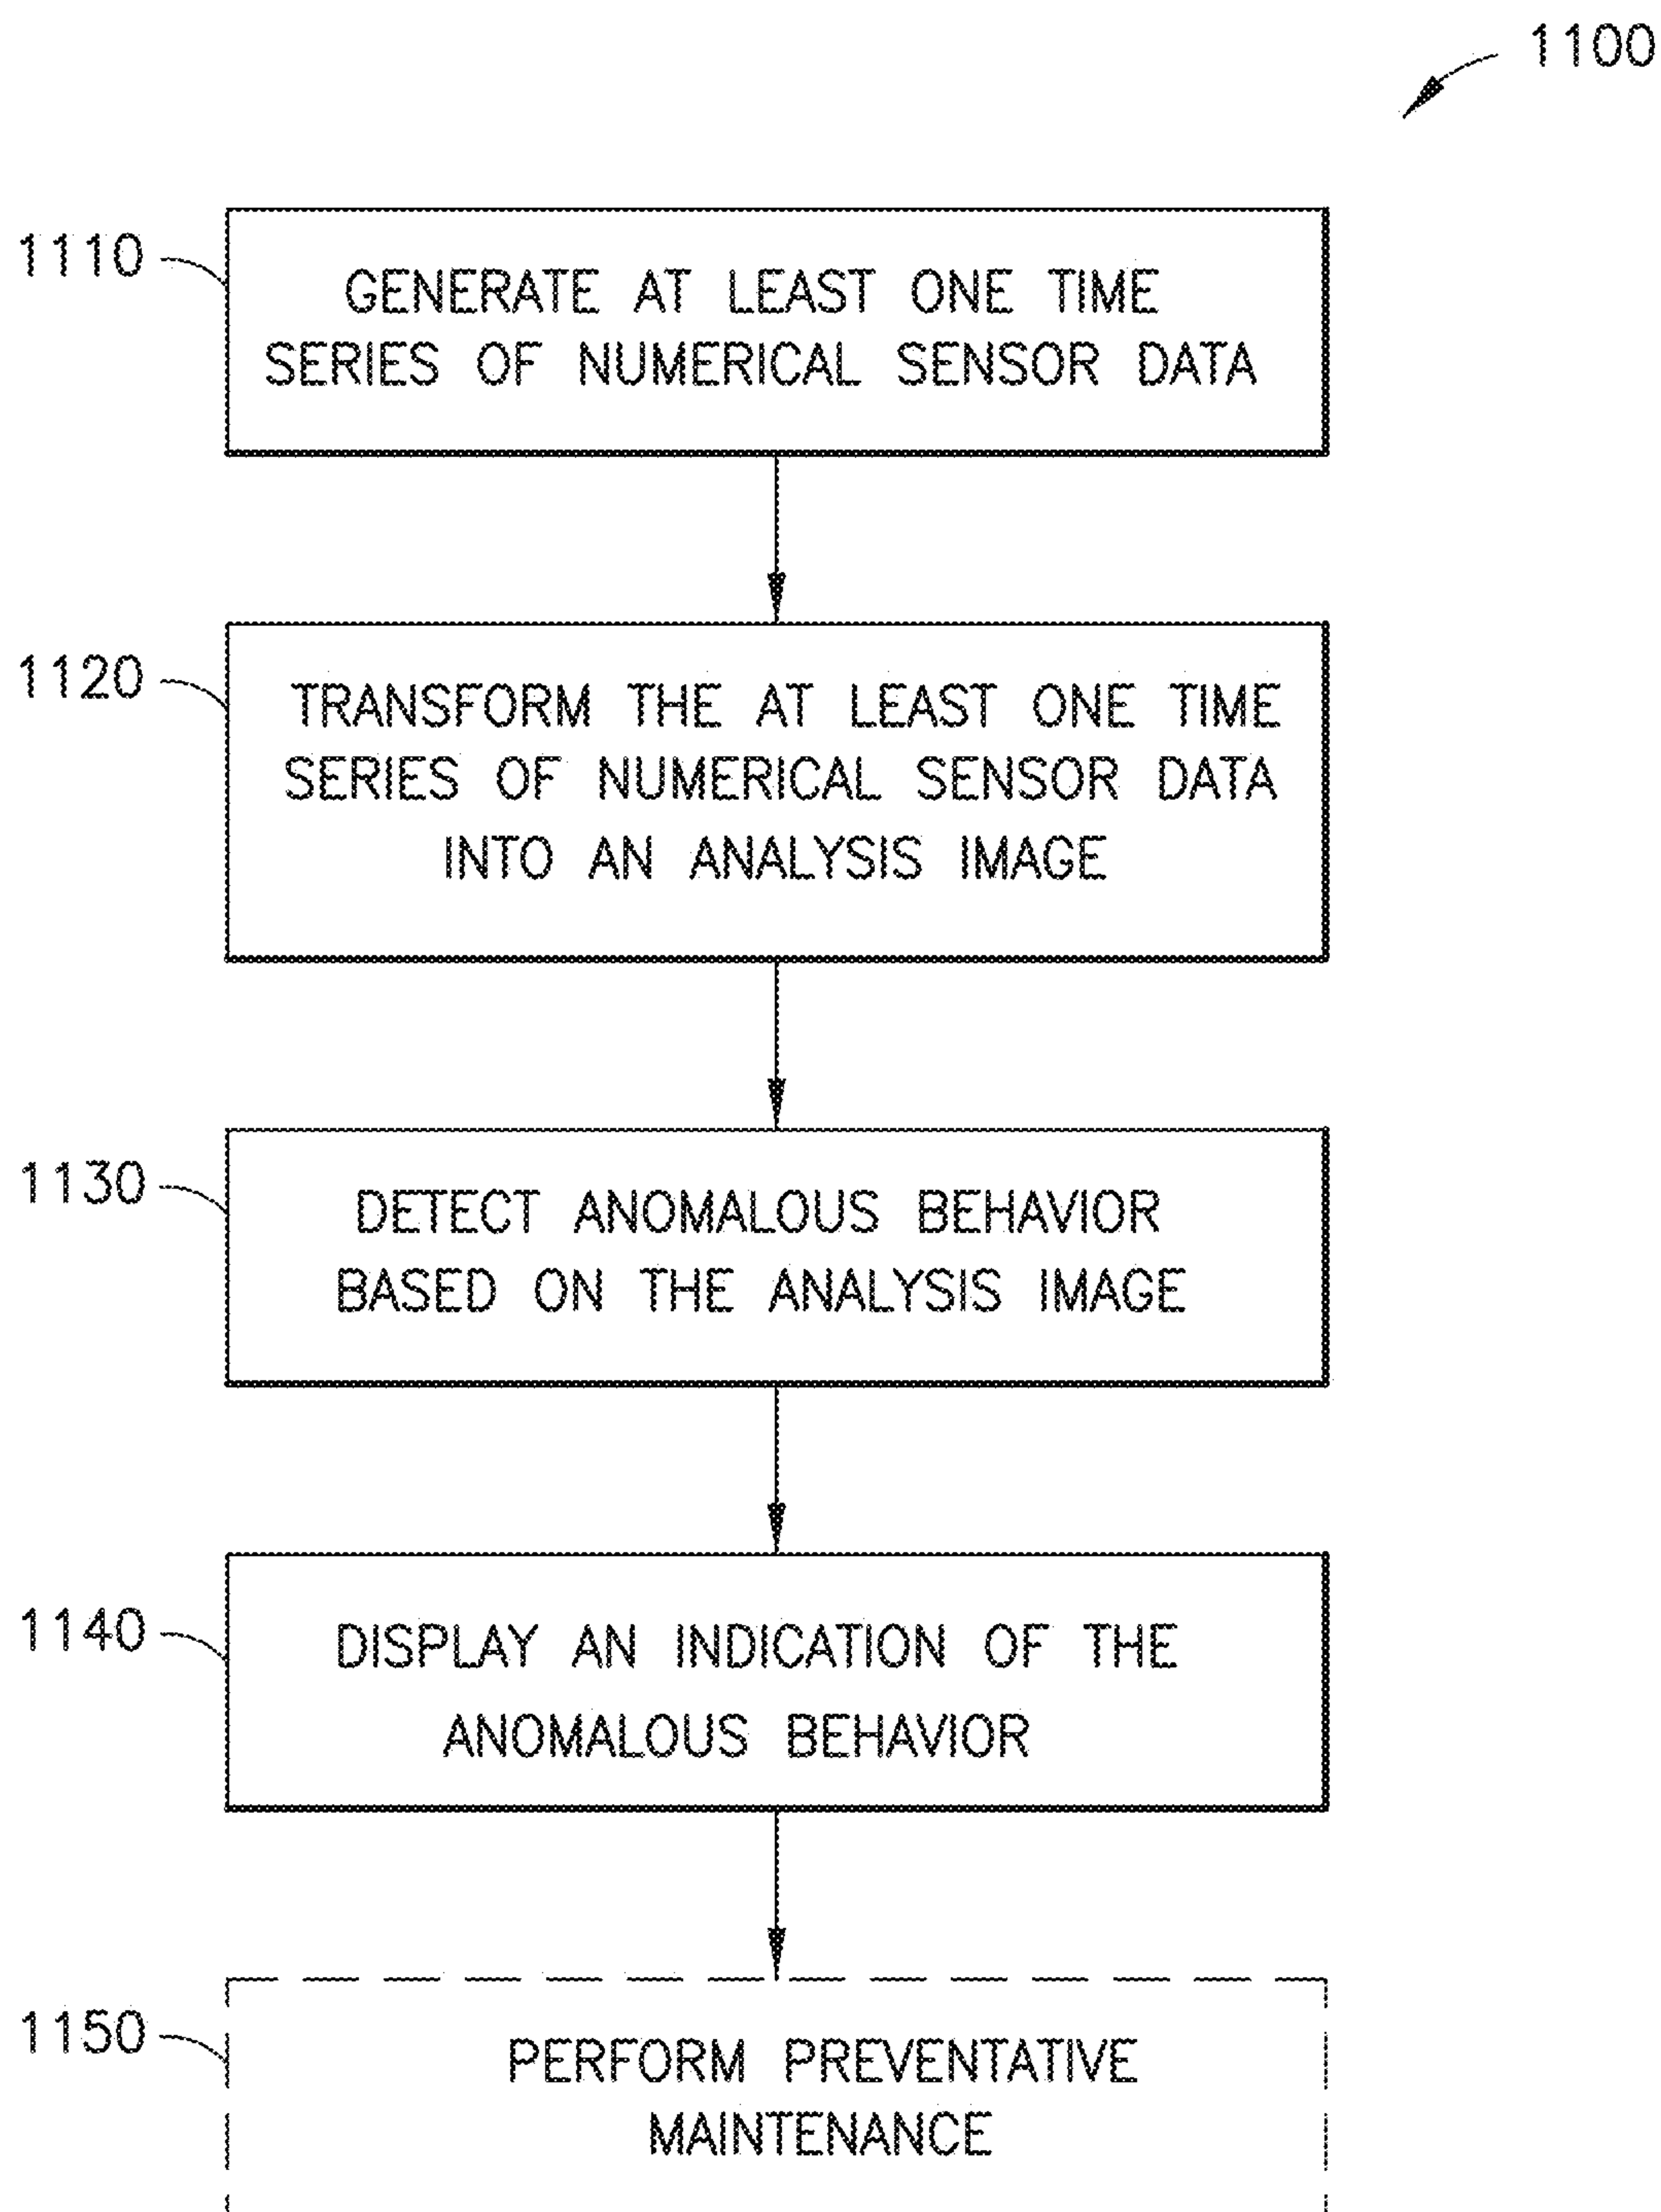 1100
1110
GENERATE AT LEAST ONE TIME
SERIES OF NUMERICAL SENSOR DATA
1120
TRANSFORM THE AT LEAST ONE TIME
SERIES OF NUMERICAL SENSOR DATA
INTO AN ANALYSIS IMAGE
1130
DETECT ANOMALOUS BEHAVIOR
BASED ON THE ANALYSIS IMAGE
1140
DISPLAY AN INDICATION OF THE
ANOMALOUS BEHAVIOR
1150
PERFORM PREVENTATIVE
MAINTENANCE